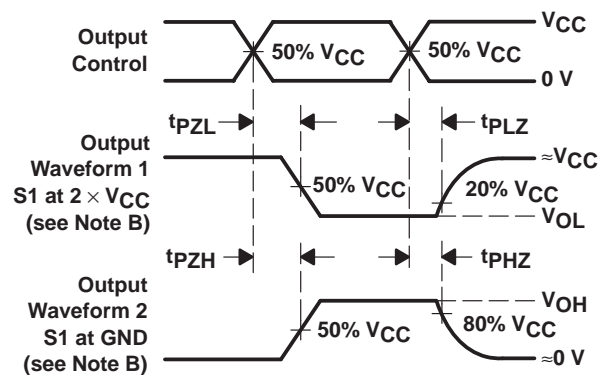 VCC
Output
Control
50% VCC
50% VCC
0 V
tPZL
tPLZ
Output
Waveform 1
S1 at 2 × VCC
(see Note B)
≈VCC
50% VCC
20% VCC
VOL
tPZH
tPHZ
Output
Waveform 2
S1 at GND
(see Note B)
VOH
50% VCC
80% VCC
≈0 V